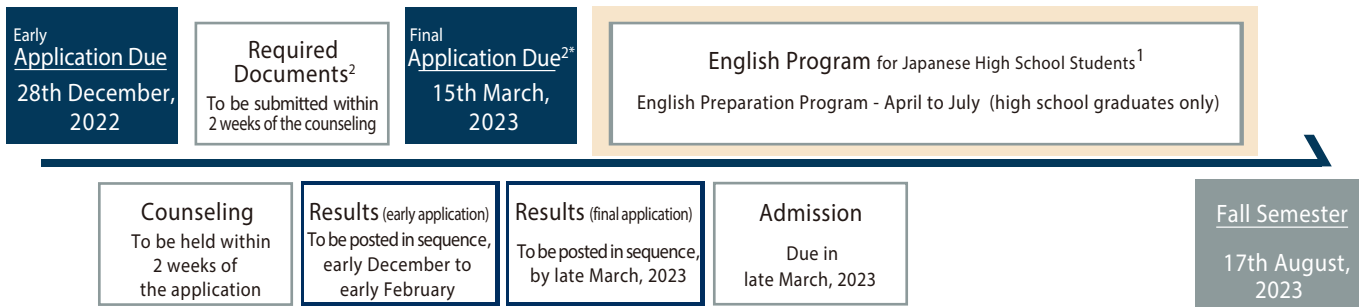 Early
Application Due
28th December,
2022
Required
Documents2
To be submitted within
2 weeks of the counseling
Final
Application Due2*
15th March,
2023
English Program for Japanese High School Students1
English Preparation Program - April to July (high school graduates only)
Counseling
To be held within
2 weeks of
the application
Results (early application)
To be posted in sequence,
early December to
early February
Results (final application)
To be posted in sequence,
by late March, 2023
Admission
Due in
late March, 2023
Fall Semester
17th August,
2023